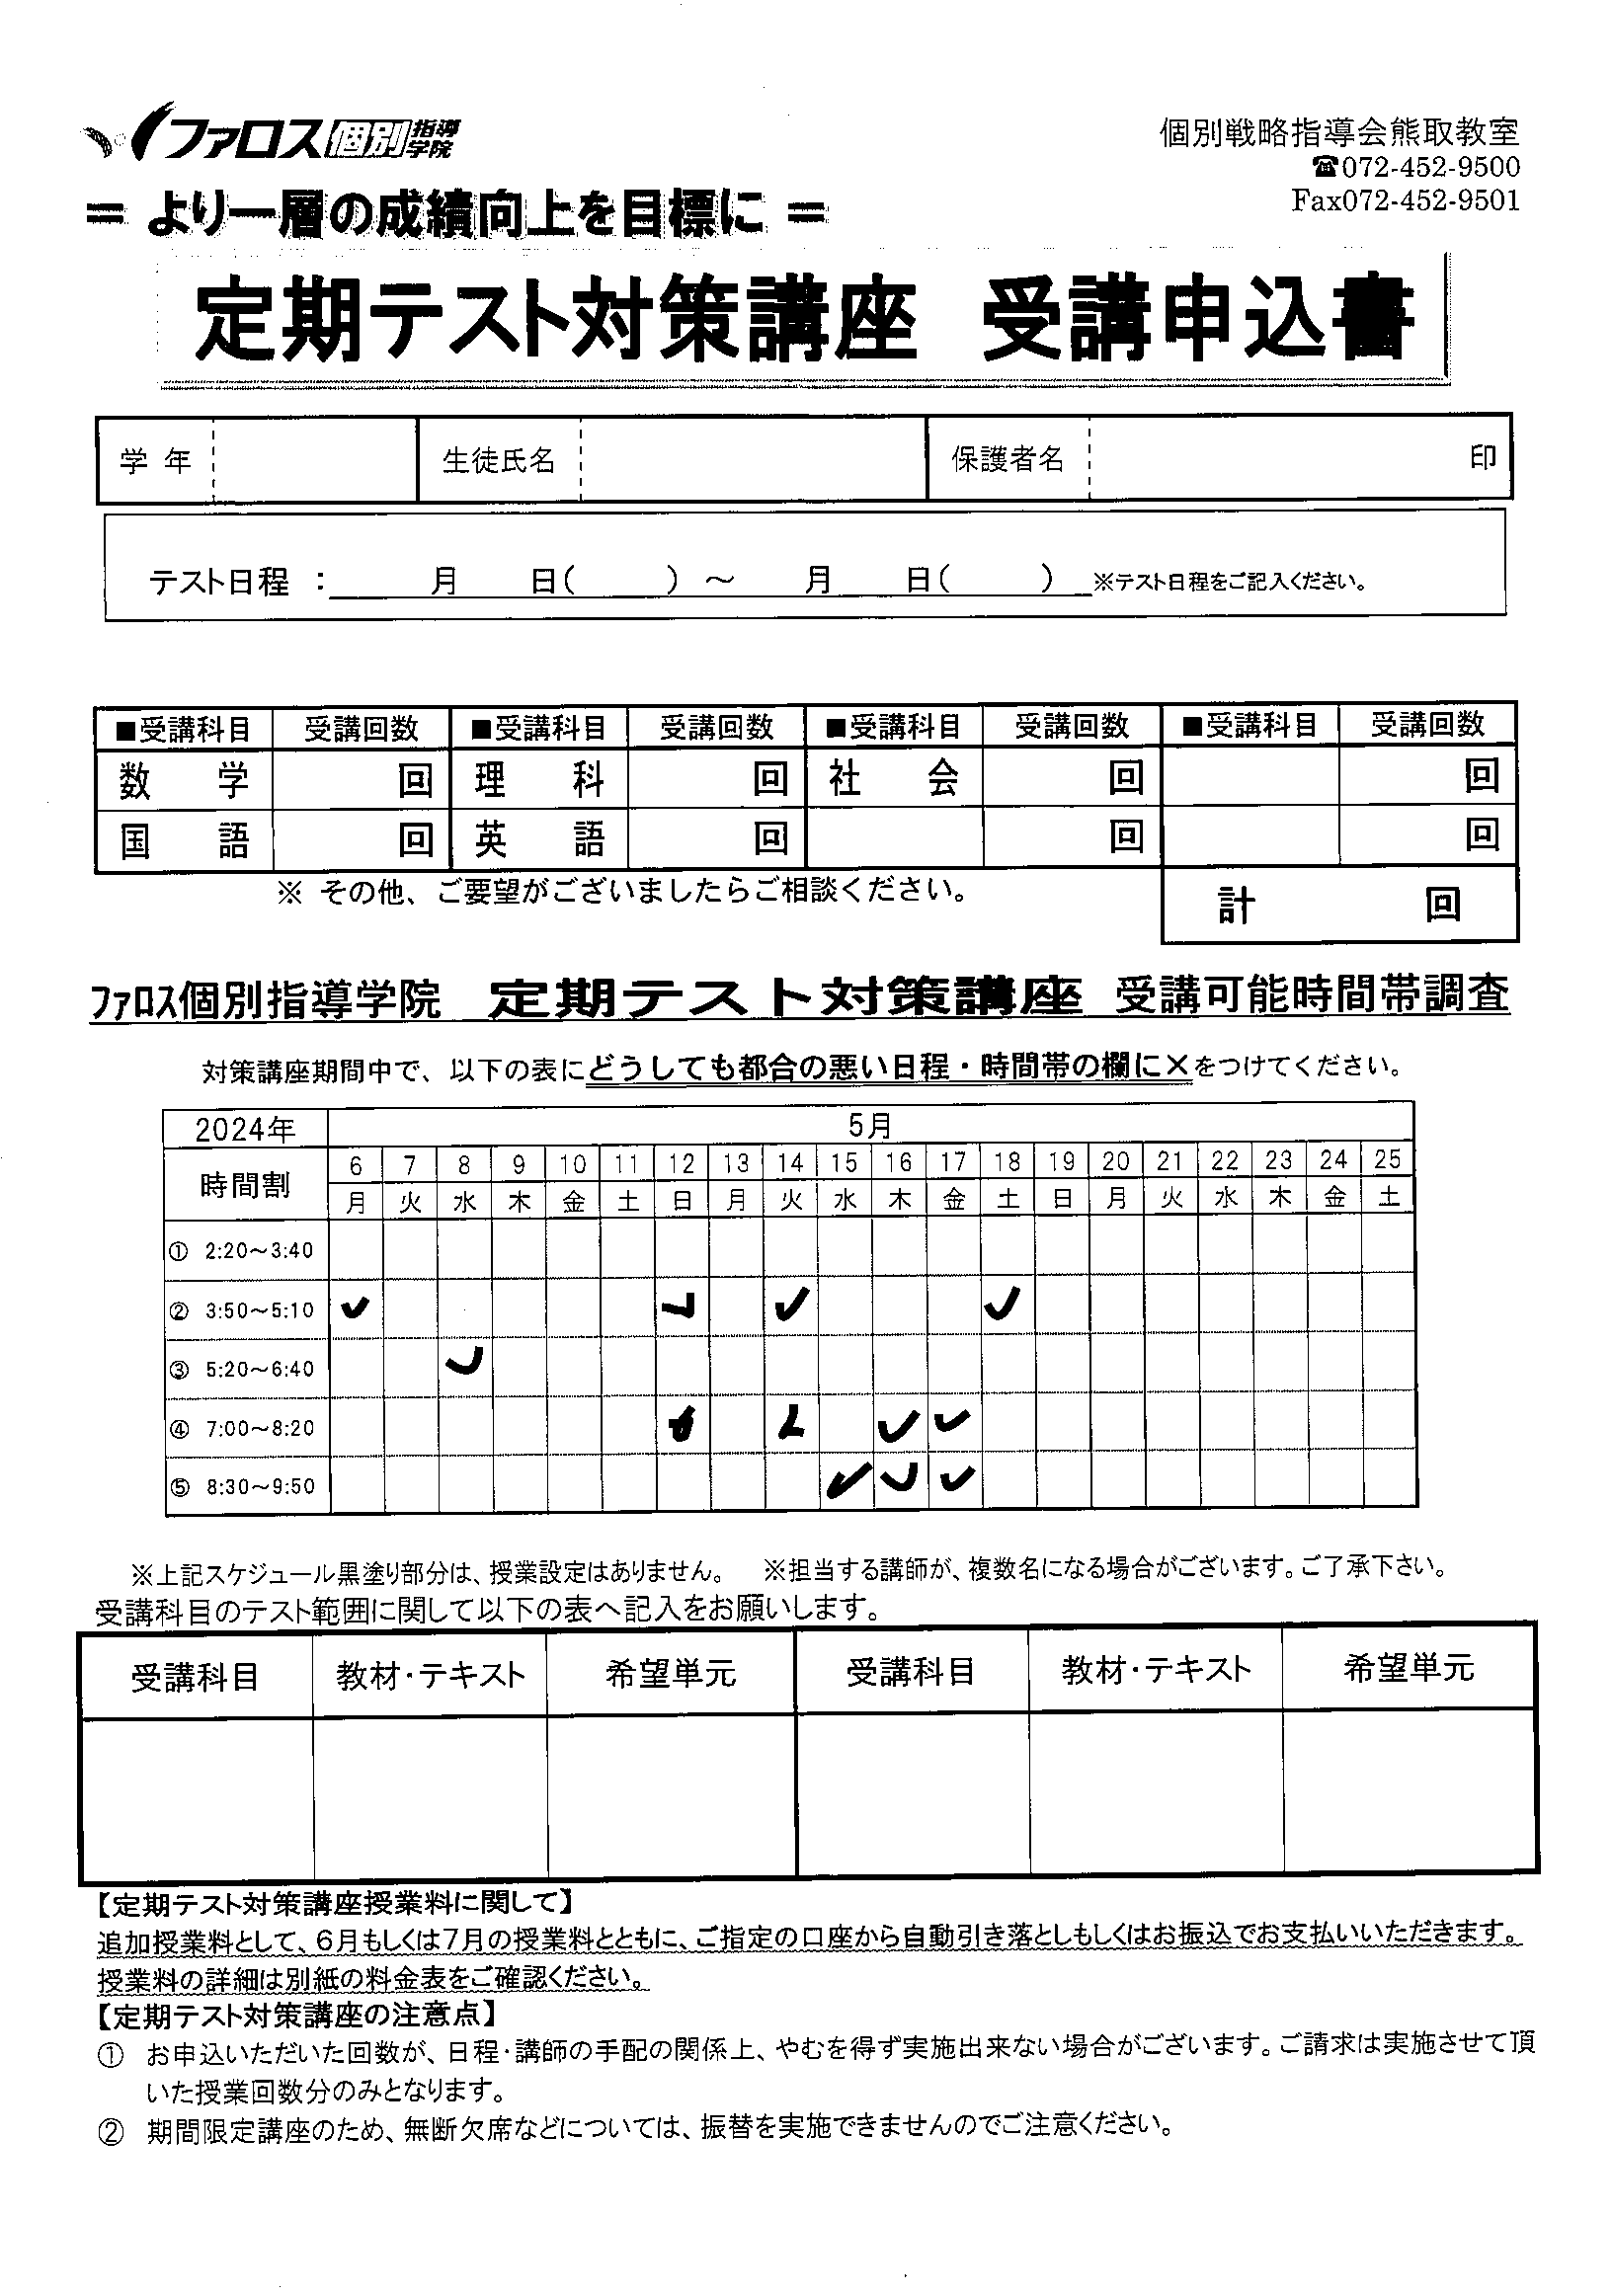 ファロス個別指導学院
個別戦略指導会熊取教室
☎072-452-9500
Fax072-452-9501
＝ より一層の成績向上を目標に ＝
定期テスト対策講座 受講申込書
学 年 生徒氏名 保護者名 印
テスト日程 ： 月 日( ) ～ 月 日( ) ※テスト日程をご記入ください。
■受講科目 受講回数 ■受講科目 受講回数 ■受講科目 受講回数 ■受講科目 受講回数
数 学 回 理 科 回 社 会 回 回
国 語 回 英 語 回 回 回
※ その他、ご要望がございましたらご相談ください。
計 回
ファロス個別指導学院 定期テスト対策講座 受講可能時間帯調査
対策講座期間中で、以下の表にどうしても都合の悪い日程・時間帯の欄に×をつけてください。
2024年 5月
時間割 6 7 8 9 10 11 12 13 14 15 16 17 18 19 20 21 22 23 24 25
月 火 水 木 金 土 日 月 火 水 木 金 土 日 月 火 水 木 金 土
① 2:20～3:40
② 3:50～5:10 ✓ ✓ ✓ ✓
③ 5:20～6:40 ✓
④ 7:00～8:20 ✓ ✓
⑤ 8:30～9:50 ✓ ✓ ✓
※上記スケジュール黒塗り部分は、授業設定はありません。 ※担当する講師が、複数名になる場合がございます。ご了承下さい。
受講科目のテスト範囲に関して以下の表へ記入をお願いします。
受講科目 教材・テキスト 希望単元 受講科目 教材・テキスト 希望単元
【定期テスト対策講座授業料に関して】
追加授業料として、6月もしくは7月の授業料とともに、ご指定の口座から自動引き落としもしくはお振込でお支払いいただきます。
授業料の詳細は別紙の料金表をご確認ください。
【定期テスト対策講座の注意点】
① お申込いただいた回数が、日程・講師の手配の関係上、やむを得ず実施出来ない場合がございます。ご請求は実施させて頂
いた授業回数分のみとなります。
② 期間限定講座のため、無断欠席などについては、振替を実施できませんのでご注意ください。